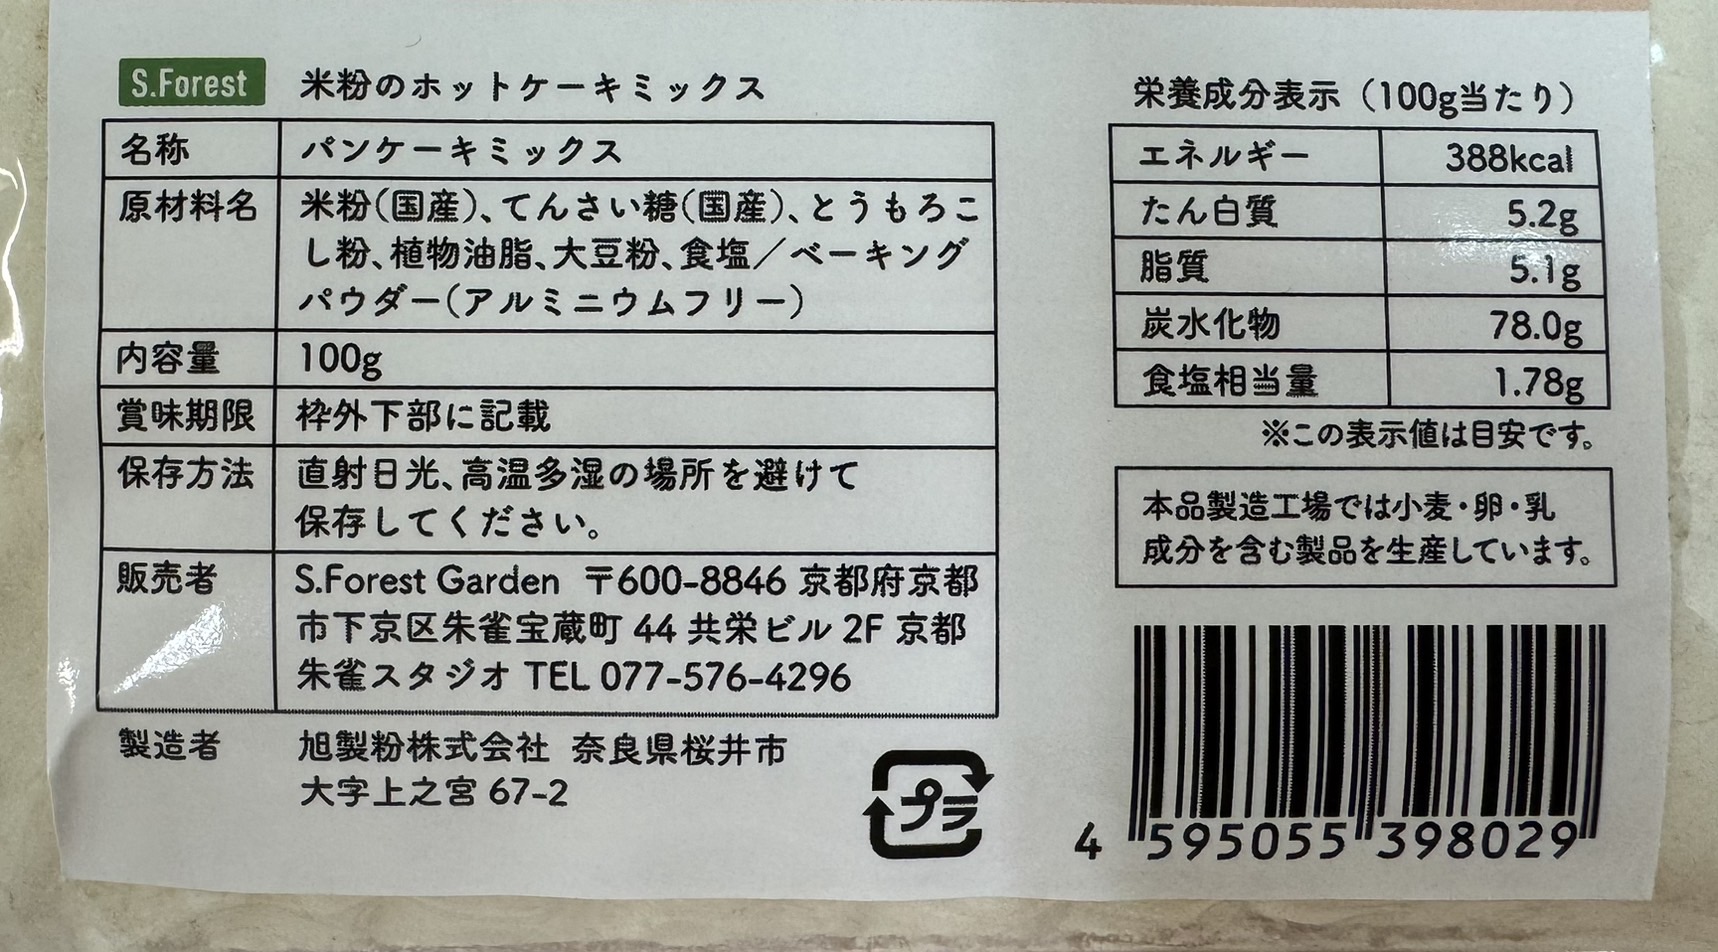 S.Forest 米粉のホットケーキミックス
名称 パンケーキミックス
原材料名 米粉(国産)、てんさい糖(国産)、とうもろこ
し粉、植物油脂、大豆粉、食塩／ベーキング
パウダー(アルミニウムフリー)
内容量 100g
賞味期限 枠外下部に記載
保存方法 直射日光、高温多湿の場所を避けて
保存してください。
販売者 S.Forest Garden 〒600-8846 京都府京都
市下京区朱雀宝蔵町 44 共栄ビル 2F 京都
朱雀スタジオ TEL 077-576-4296
製造者 旭製粉株式会社 奈良県桜井市
大字上之宮 67-2
プラ
栄養成分表示（100g当たり）
エネルギー 388kcal
たん白質 5.2g
脂質 5.1g
炭水化物 78.0g
食塩相当量 1.78g
※この表示値は目安です。
本品製造工場では小麦・卵・乳
成分を含む製品を生産しています。
4 595055 398029